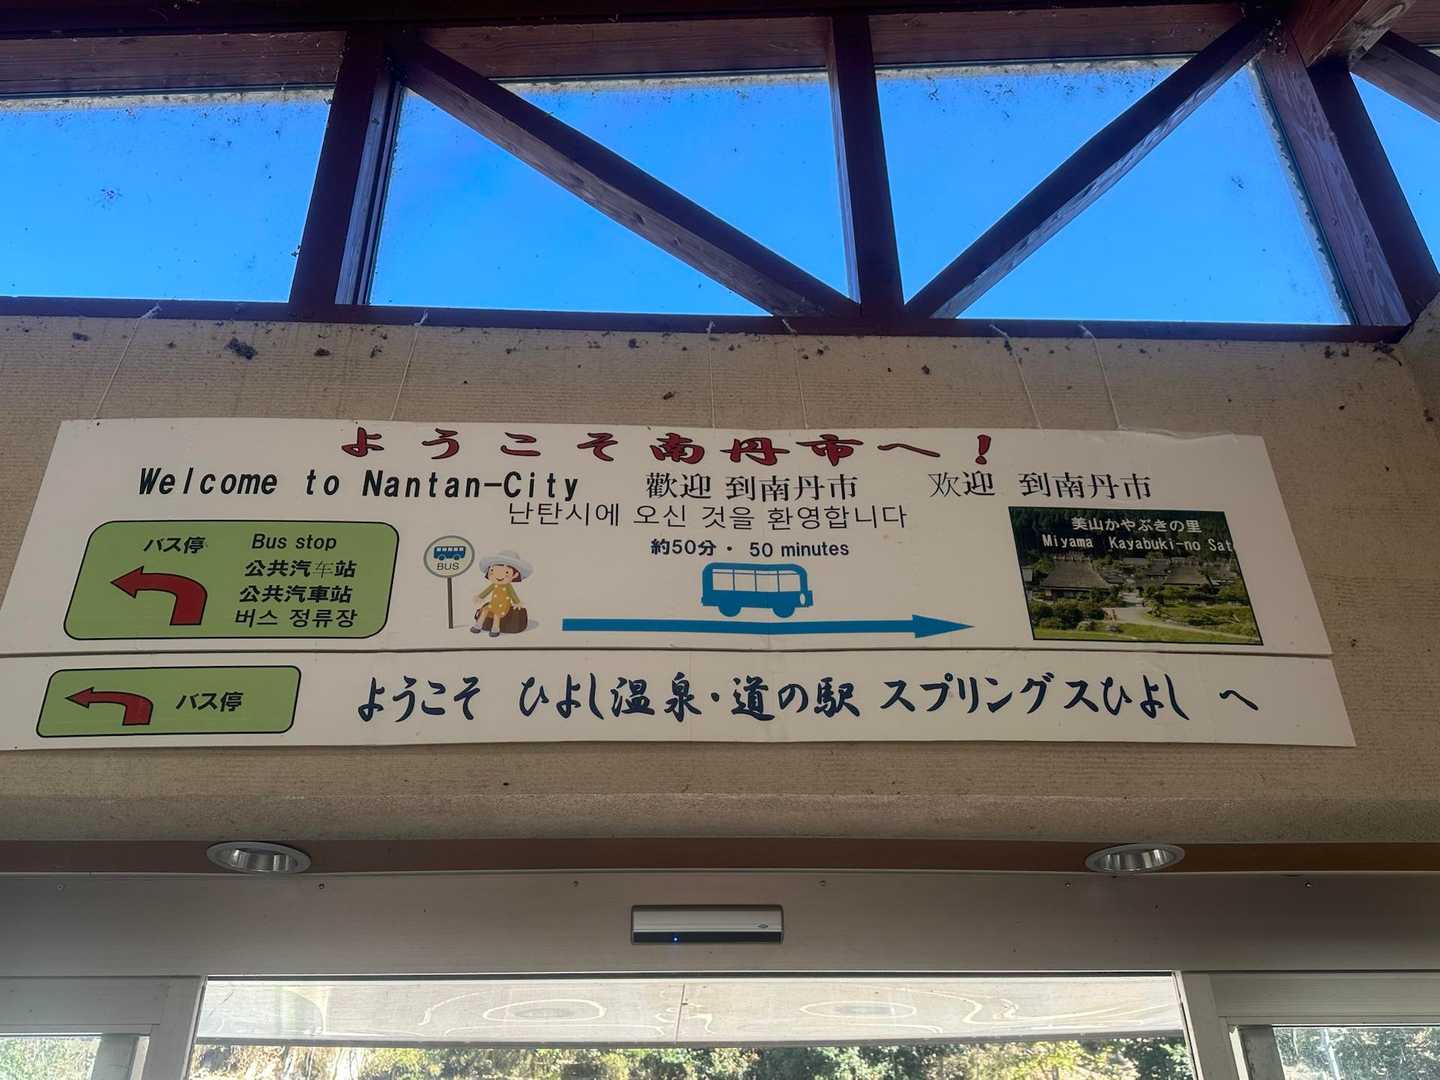 ようこそ南丹市へ！
Welcome to Nantan-City 歡迎 到南丹市 欢迎 到南丹市
난탄시에 오신 것을 환영합니다
バス停 Bus stop
公共汽车站
公共汽車站
버스 정류장
BUS
約50分・ 50 minutes
美山かやぶきの里
Miyama Kayabuki-no Sat
バス停
ようこそ ひよし温泉・道の駅 スプリングスひよし へ